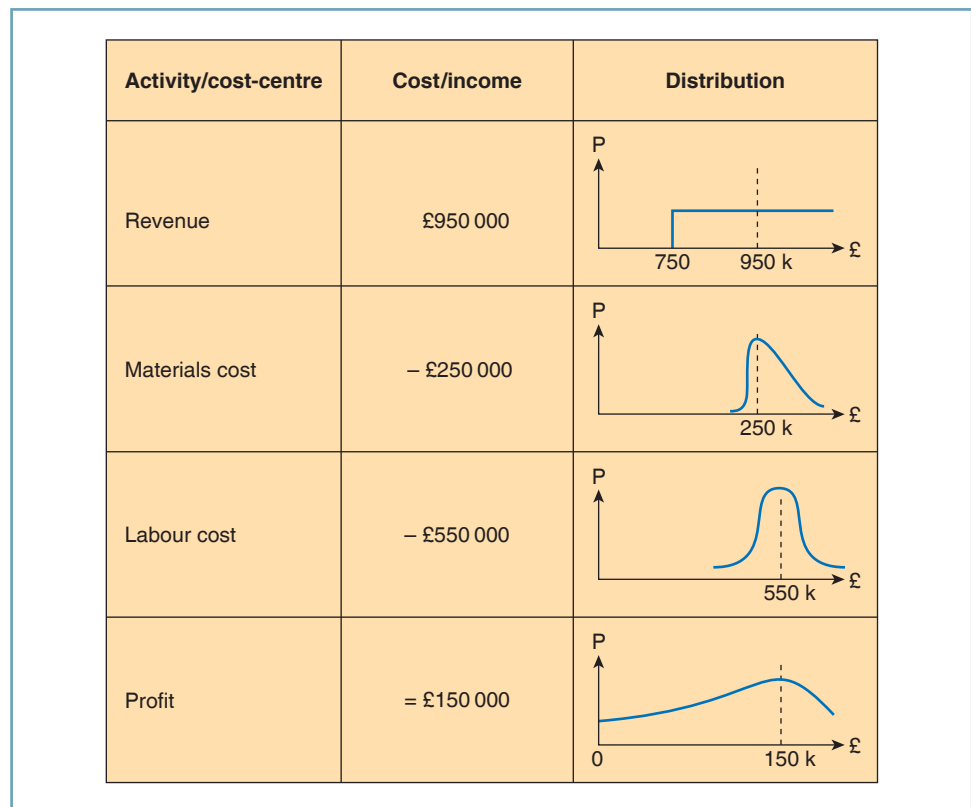 Activity/cost-centre Cost/income Distribution
P
Revenue £950 000
£
750 950 k
P
Materials cost – £250 000
£
250 k
P
Labour cost – £550 000
£
550 k
P
Profit = £150 000
£
0 150 k